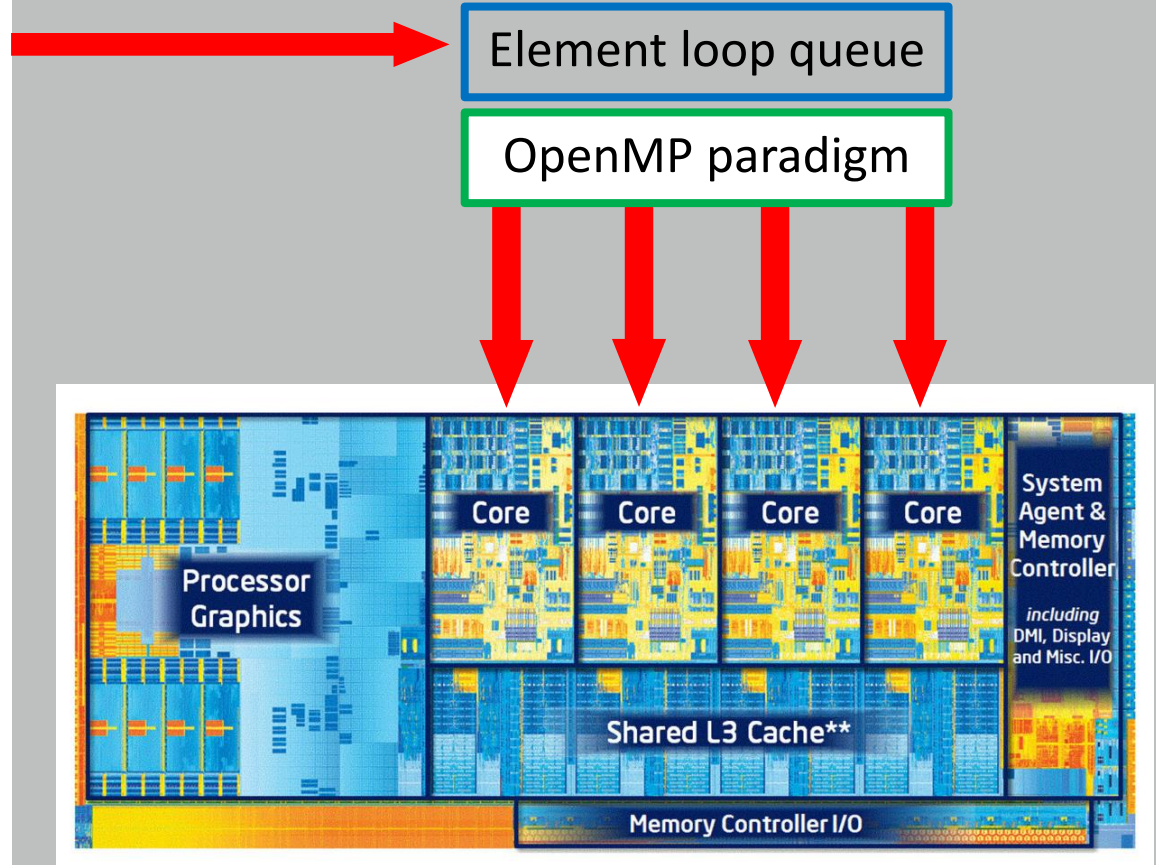 Element loop queue
OpenMP paradigm
Core
Core
Core
Core
System
Agent &
Memory
Controller
including
DMI, Display
and Misc. I/O
Processor
Graphics
Shared L3 Cache**
Memory Controller I/O